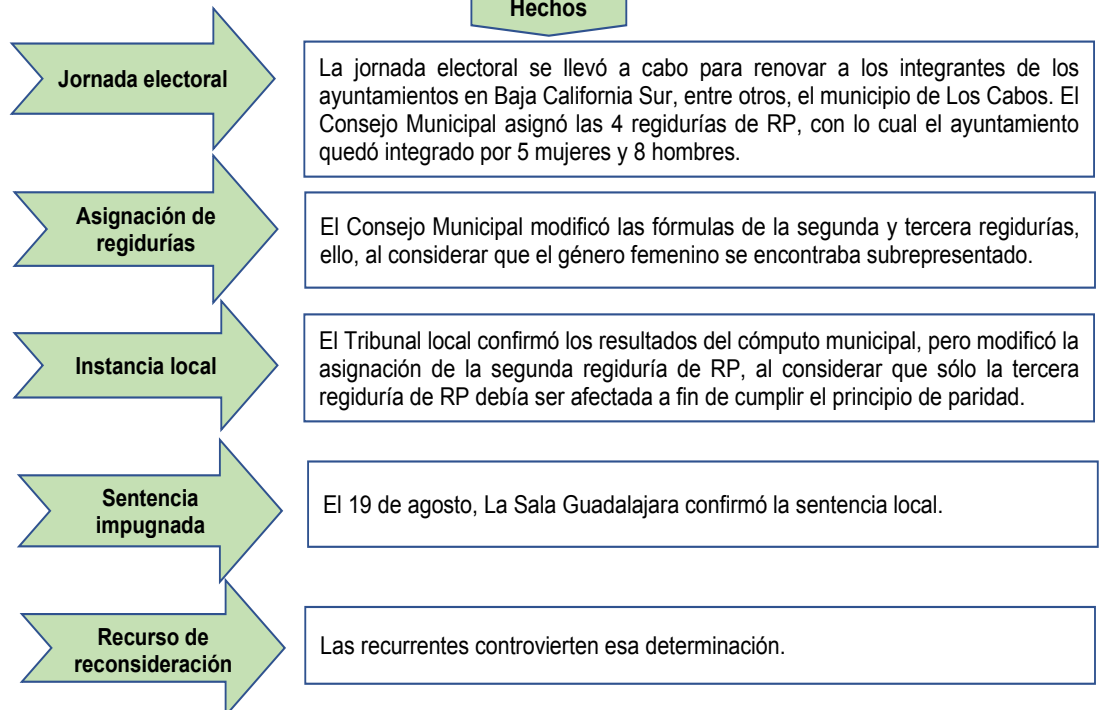 Hechos
Jornada electoral
La jornada electoral se llevó a cabo para renovar a los integrantes de los
ayuntamientos en Baja California Sur, entre otros, el municipio de Los Cabos. El
Consejo Municipal asignó las 4 regidurías de RP, con lo cual el ayuntamiento
quedó integrado por 5 mujeres y 8 hombres.
Asignación de
regidurías
El Consejo Municipal modificó las fórmulas de la segunda y tercera regidurías,
ello, al considerar que el género femenino se encontraba subrepresentado.
Instancia local
El Tribunal local confirmó los resultados del cómputo municipal, pero modificó la
asignación de la segunda regiduría de RP, al considerar que sólo la tercera
regiduría de RP debía ser afectada a fin de cumplir el principio de paridad.
Sentencia
impugnada
El 19 de agosto, La Sala Guadalajara confirmó la sentencia local.
Recurso de
reconsideración
Las recurrentes controvierten esa determinación.